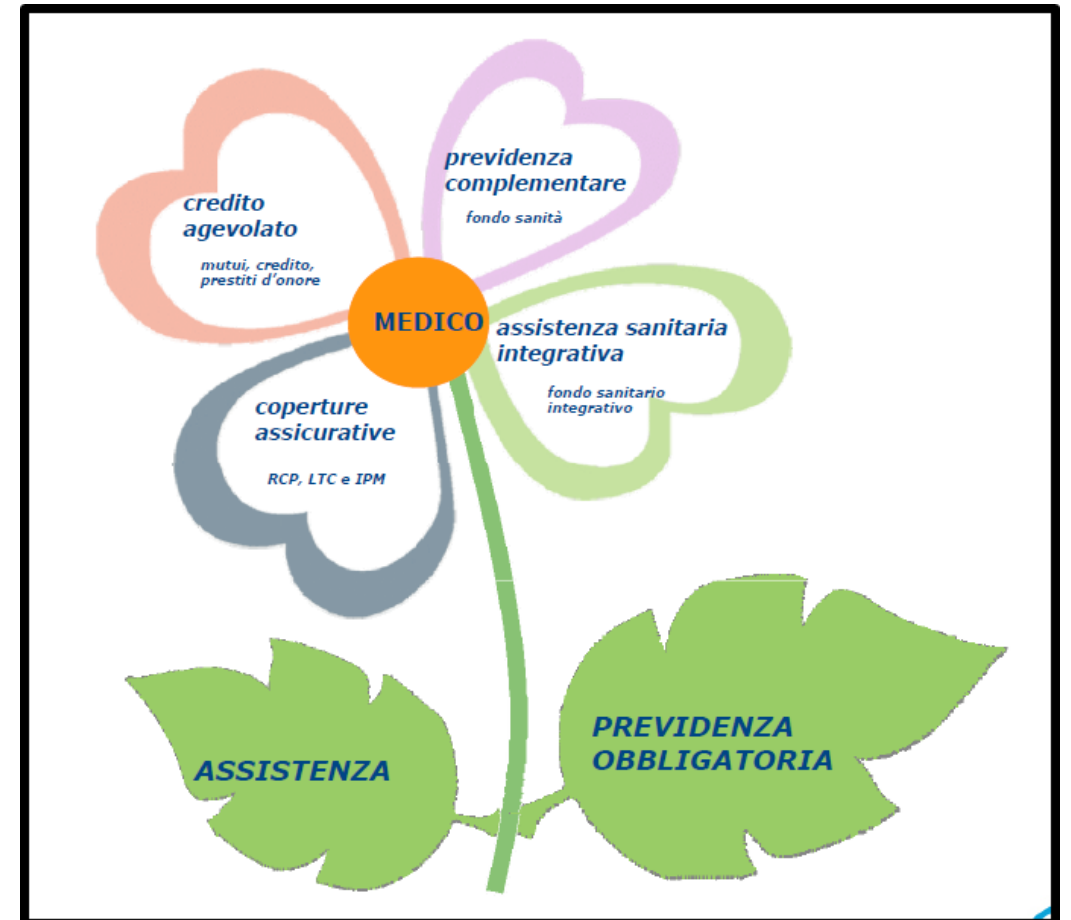 previdenza
complementare
fondo sanità
credito
agevolato
mutui, credito,
prestiti d'onore
MEDICO
assistenza sanitaria
integrativa
fondo sanitario
integrativo
coperture
assicurative
RCP, LTC e IPM
PREVIDENZA
OBBLIGATORIA
ASSISTENZA